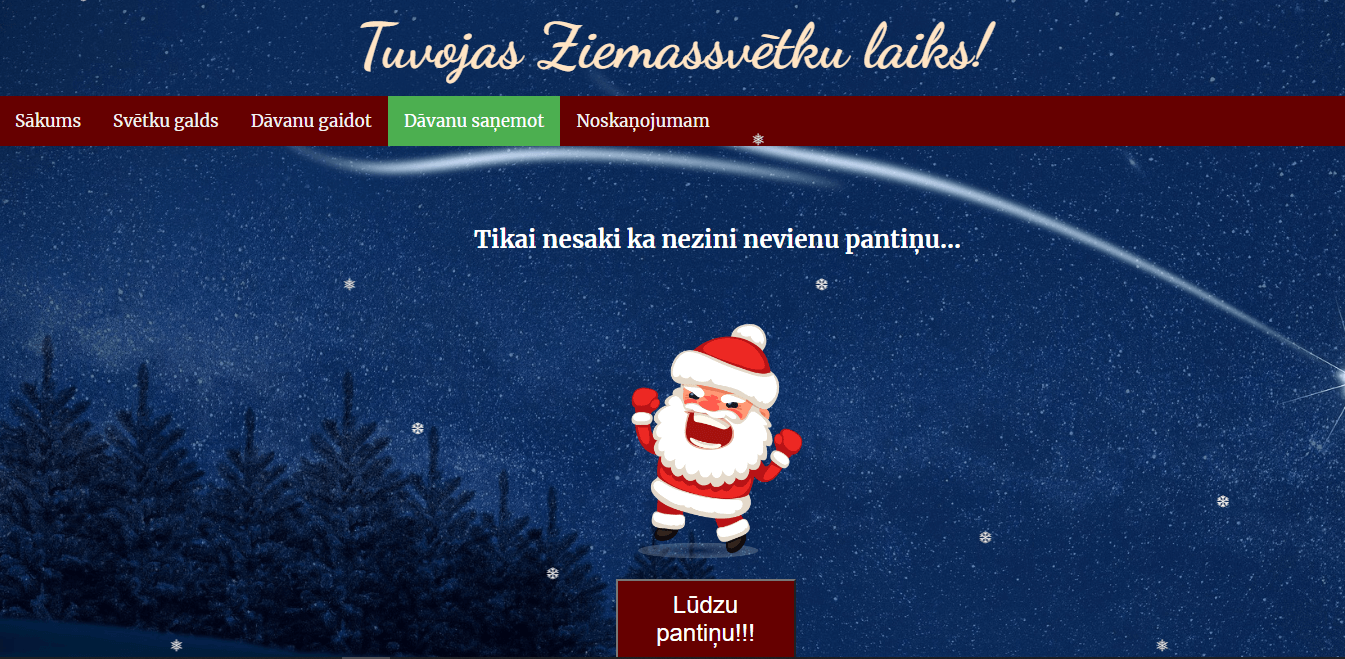 Tuvojas Ziemassvētku laiks!
Sākums Svētku galds Dāvanu gaidot Dāvanu saņemot Noskaņojumam
Tikai nesaki ka nezini nevienu pantiņu...
Lūdzu
pantiņu!!!